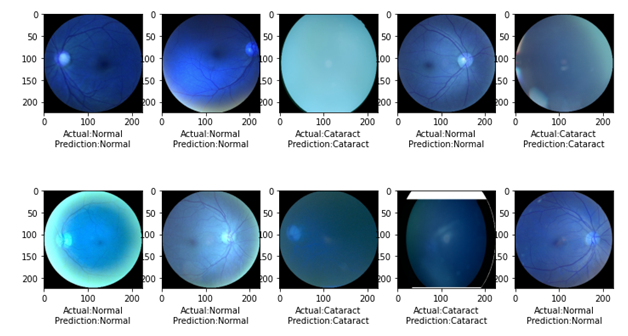 0 0 0 0 0
50 50 50 50 50
100 100 100 100 100
150 150 150 150 150
200 200 200 200 200
0 100 200 0 100 200 0 100 200 0 100 200 0 100 200
Actual:Normal Actual:Normal Actual:Cataract Actual:Normal Actual:Cataract
Prediction:Normal Prediction:Normal Prediction:Cataract Prediction:Normal Prediction:Cataract
0 0 0 0 0
50 50 50 50 50
100 100 100 100 100
150 150 150 150 150
200 200 200 200 200
0 100 200 0 100 200 0 100 200 0 100 200 0 100 200
Actual:Normal Actual:Normal Actual:Cataract Actual:Cataract Actual:Normal
Prediction:Normal Prediction:Normal Prediction:Cataract Prediction:Cataract Prediction:Normal